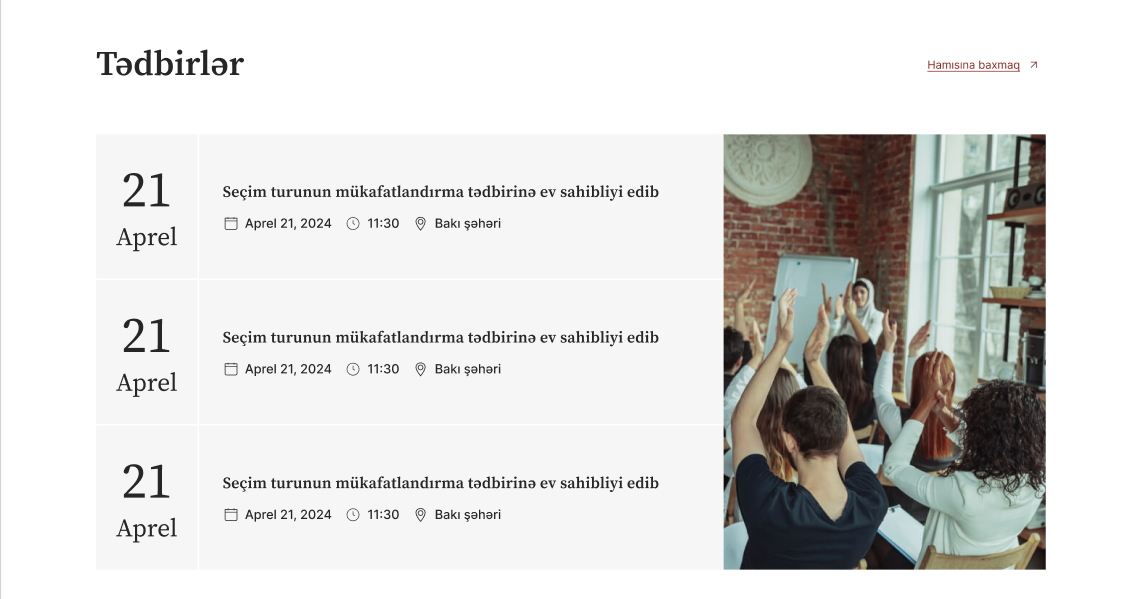 Tədbirlər
Hamısına baxmaq
21
Aprel
Seçim turunun mükafatlandırma tədbirinə ev sahibliyi edib
Aprel 21, 2024 11:30 Bakı şəhəri
21
Aprel
Seçim turunun mükafatlandırma tədbirinə ev sahibliyi edib
Aprel 21, 2024 11:30 Bakı şəhəri
21
Aprel
Seçim turunun mükafatlandırma tədbirinə ev sahibliyi edib
Aprel 21, 2024 11:30 Bakı şəhəri